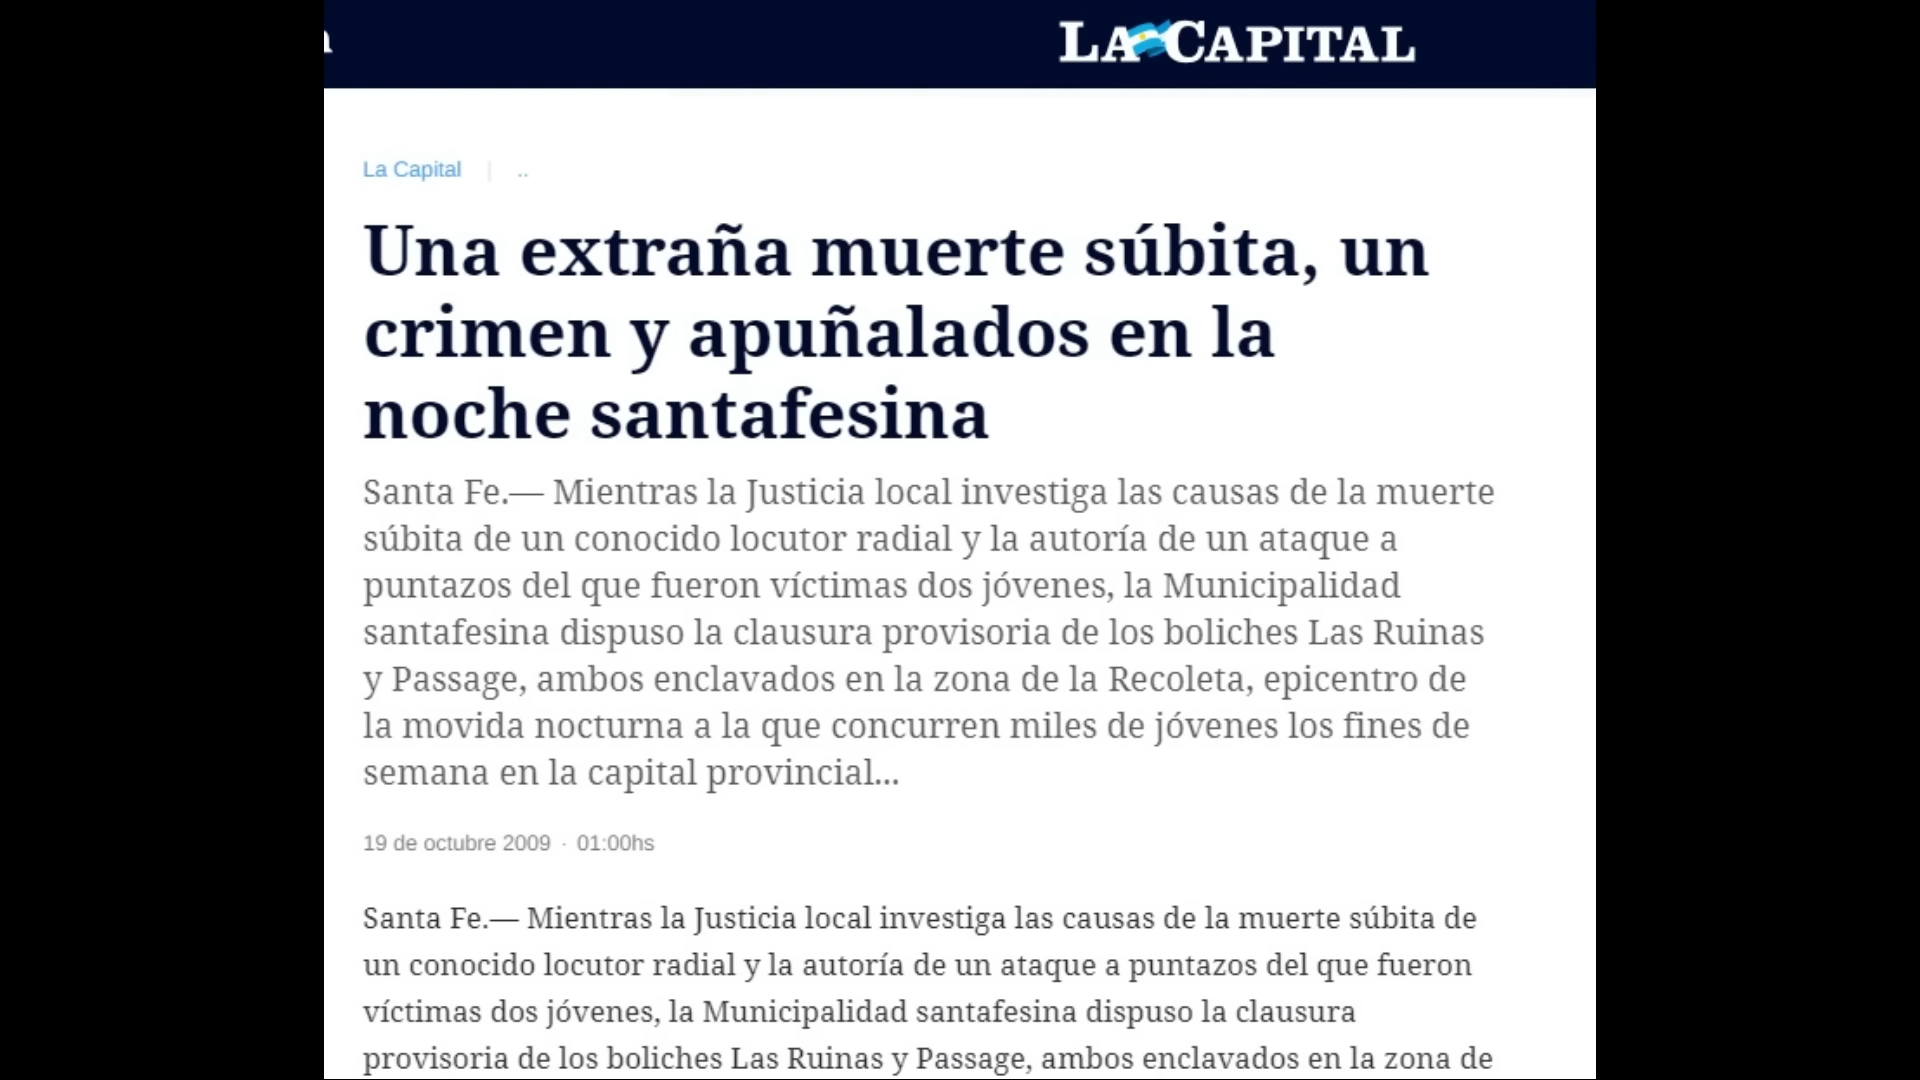 LA CAPITAL
La Capital | ..
Una extraña muerte súbita, un
crimen y apuñalados en la
noche santafesina
Santa Fe.— Mientras la Justicia local investiga las causas de la muerte
súbita de un conocido locutor radial y la autoría de un ataque a
puntazos del que fueron víctimas dos jóvenes, la Municipalidad
santafesina dispuso la clausura provisoria de los boliches Las Ruinas
y Passage, ambos enclavados en la zona de la Recoleta, epicentro de
la movida nocturna a la que concurren miles de jóvenes los fines de
semana en la capital provincial...
19 de octubre 2009 · 01:00hs
Santa Fe.— Mientras la Justicia local investiga las causas de la muerte súbita de
un conocido locutor radial y la autoría de un ataque a puntazos del que fueron
víctimas dos jóvenes, la Municipalidad santafesina dispuso la clausura
provisoria de los boliches Las Ruinas y Passage, ambos enclavados en la zona de